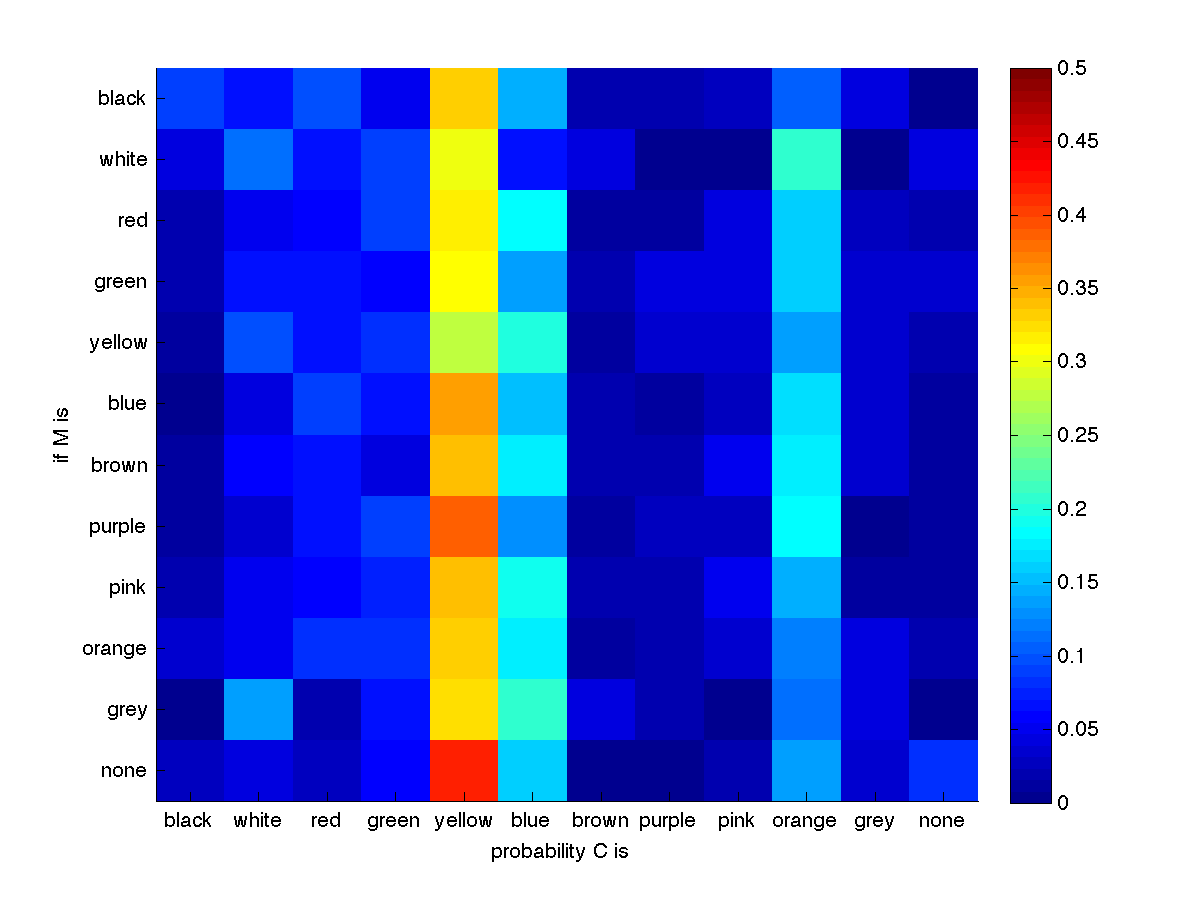 black
white
red
green
yellow
blue
brown
purple
pink
orange
grey
none
if M is
black white red green yellow blue brown purple pink orange grey none
probability C is
0.5
0.45
0.4
0.35
0.3
0.25
0.2
0.15
0.1
0.05
0